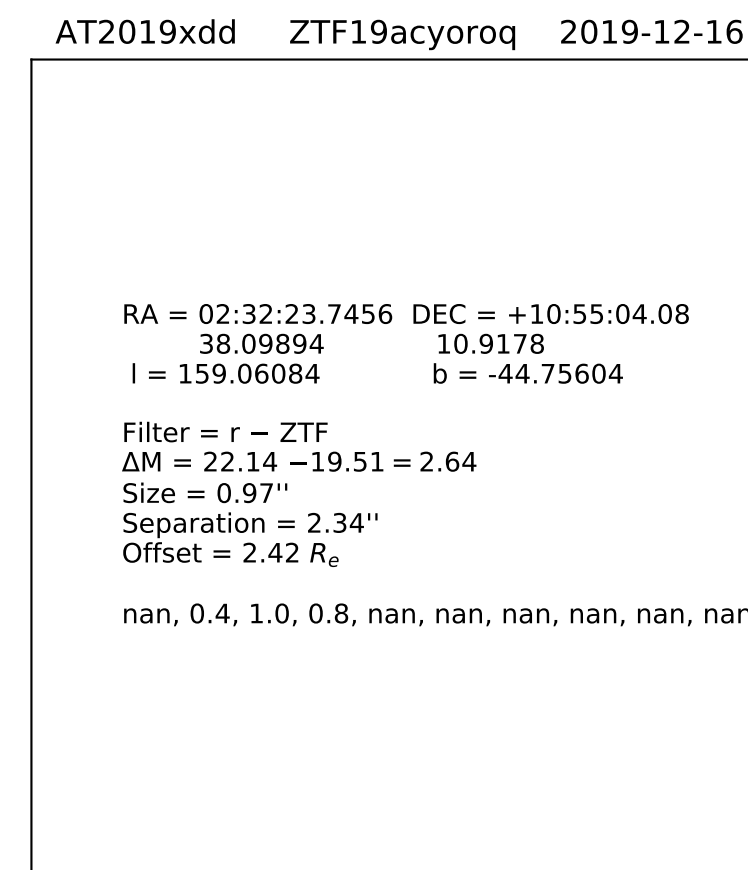 AT2019xdd ZTF19acyoroq 2019-12-16
RA = 02:32:23.7456 DEC = +10:55:04.08
38.09894 10.9178
l = 159.06084 b = -44.75604
Filter = r − ZTF
ΔM = 22.14 −19.51 = 2.64
Size = 0.97''
Separation = 2.34''
Offset = 2.42 Rₑ
nan, 0.4, 1.0, 0.8, nan, nan, nan, nan, nan, nan